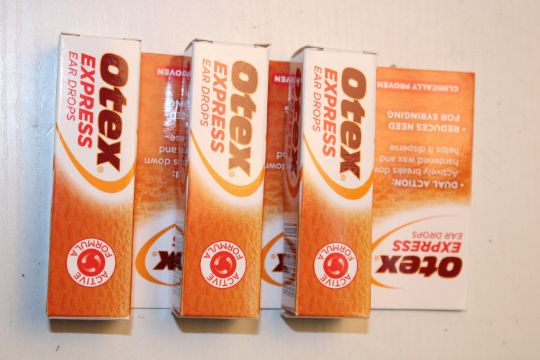 Otex®
EXPRESS
EAR DROPS
ACTIVE
FORMULA
Otex®
EXPRESS
EAR DROPS
ACTIVE
FORMULA
Otex®
EXPRESS
EAR DROPS
ACTIVE
FORMULA
Otex®
EXPRESS
EAR DROPS
• DUAL ACTION:
Actively breaks down
hardened wax and
helps it disperse
• REDUCES NEED
FOR SYRINGING
CLINICALLY PROVEN